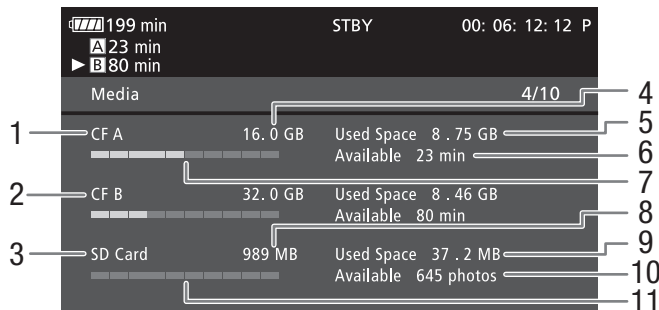 199 min STBY 00: 06: 12: 12 P
A 23 min
B 80 min
Media 4/10
4
1 CF A 16. 0 GB Used Space 8 . 75 GB 5
Available 23 min 6
7
2 CF B 32. 0 GB Used Space 8 . 46 GB
Available 80 min
8
3 SD Card 989 MB Used Space 37 . 2 MB 9
Available 645 photos 10
11